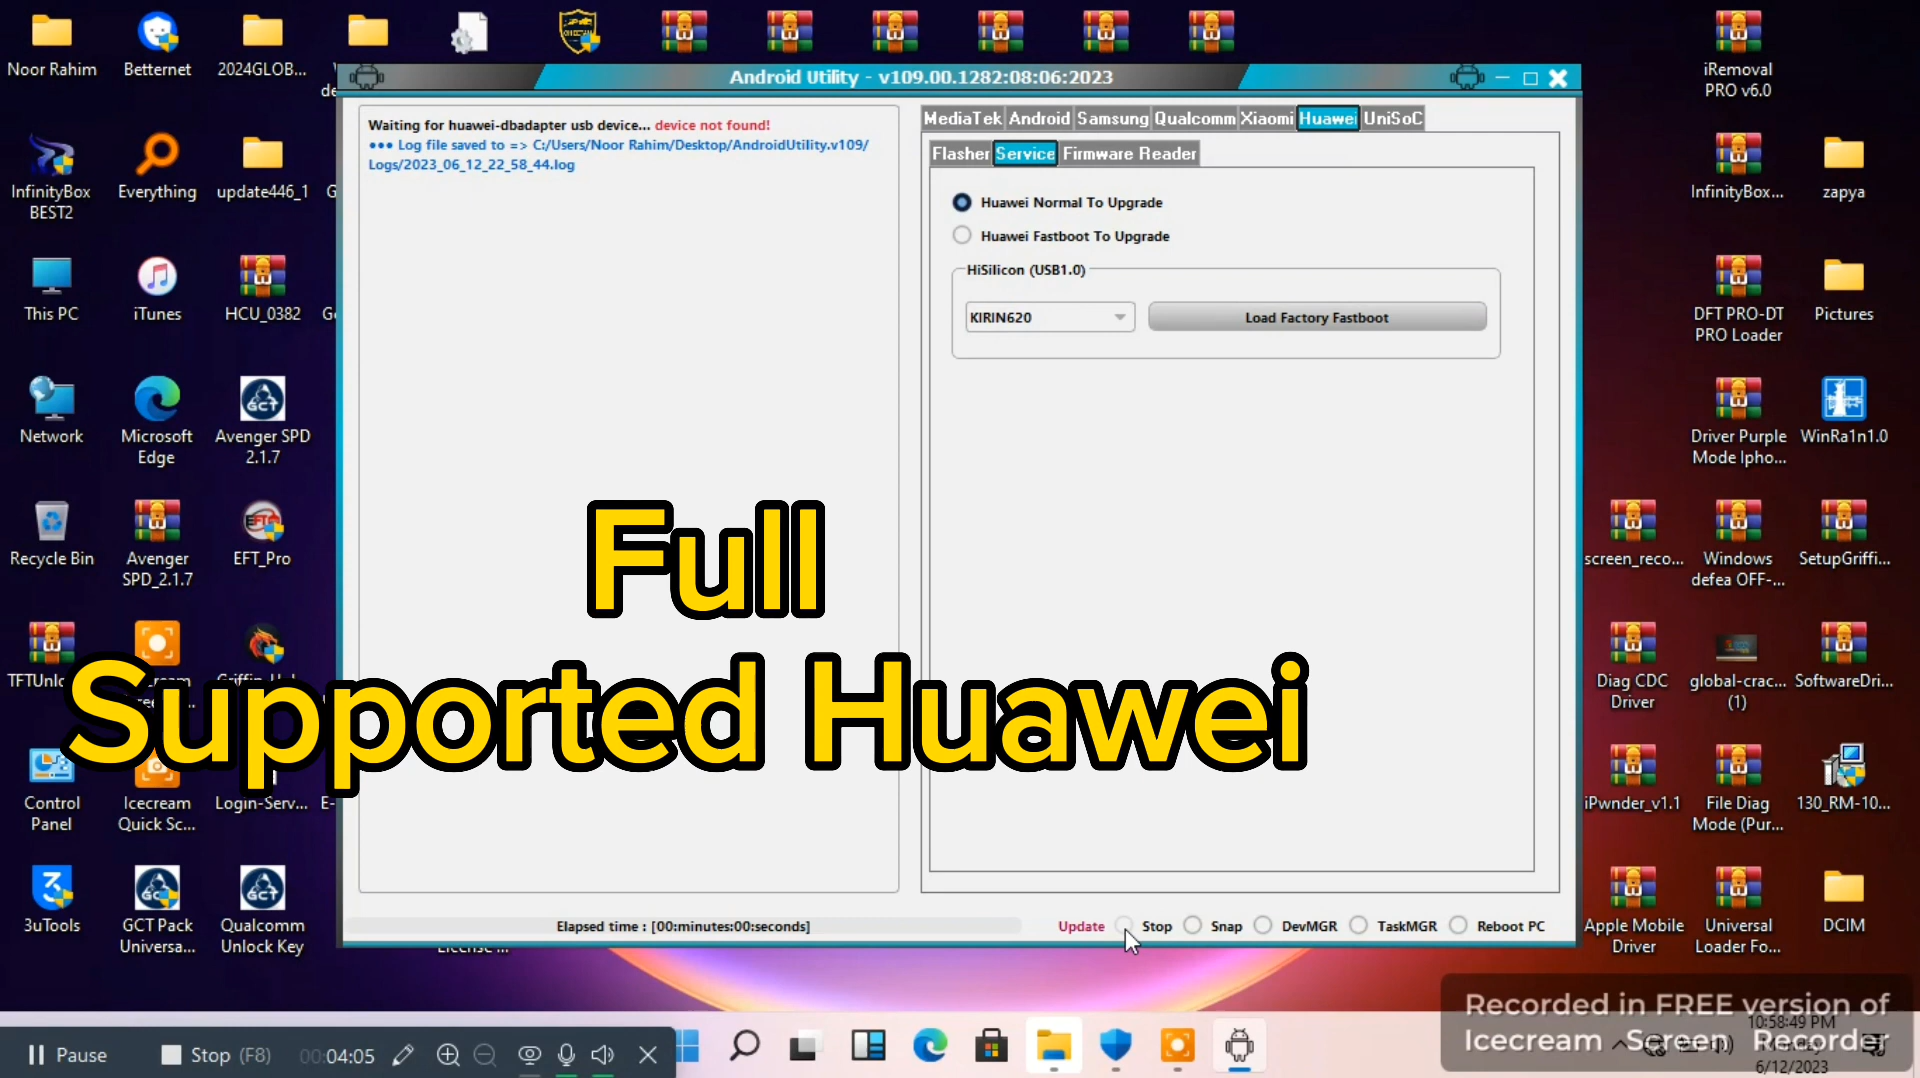 Noor Rahim
Betternet
2024GLOB...
iRemoval
PRO v6.0
Android Utility - v109.00.1282:08:06:2023
Waiting for huawei-dbadapter usb device... device not found!
••• Log file saved to => C:/Users/Noor Rahim/Desktop/AndroidUtility.v109/
Logs/2023_06_12_22_58_44.log
MediaTek Android Samsung Qualcomm Xiaomi Huawei UniSoC
Flasher Service Firmware Reader
Huawei Normal To Upgrade
Huawei Fastboot To Upgrade
HiSilicon (USB1.0)
KIRIN620
Load Factory Fastboot
InfinityBox
BEST2
Everything
update446_1
InfinityBox...
zapya
This PC
iTunes
HCU_0382
DFT PRO-DT
PRO Loader
Pictures
Network
Microsoft
Edge
GCT
Avenger SPD
2.1.7
Driver Purple
Mode Ipho...
WinRa1n1.0
Recycle Bin
Avenger
SPD_2.1.7
EFT_Pro
screen_reco...
Windows
defea OFF-...
SetupGriffi...
Full
Supported Huawei
Diag CDC
Driver
global-crac...
(1)
SoftwareDri...
Control
Panel
Icecream
Quick Sc...
Login-Serv...
iPwnder_v1.1
File Diag
Mode (Pur...
130_RM-10...
3uTools
GCT Pack
Universa...
Qualcomm
Unlock Key
Apple Mobile
Driver
Universal
Loader Fo...
DCIM
Elapsed time : [00:minutes:00:seconds]
Update Stop Snap DevMGR TaskMGR Reboot PC
Pause
Stop (F8)
00:04:05
Recorded in FREE version of
Icecream Screen Recorder
10:58:49 PM
6/12/2023